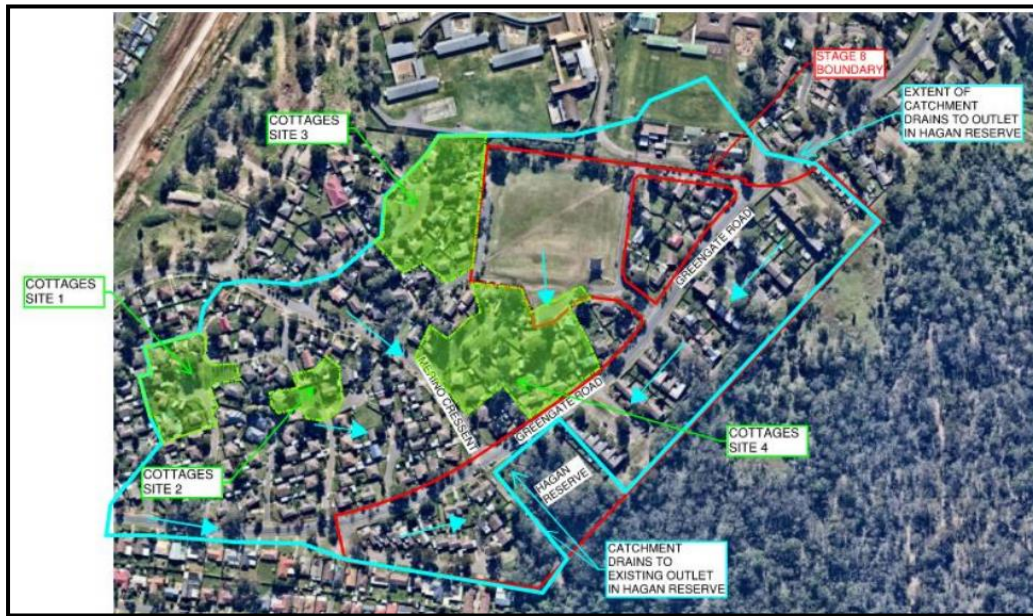 STAGE 8
BOUNDARY
EXTENT OF
CATCHMENT
DRAINS TO OUTLET
IN HAGAN RESERVE
COTTAGES
SITE 3
GREENGATE ROAD
COTTAGES
SITE 1
MERINO CRESSENT
GREENGATE ROAD
COTTAGES
SITE 4
COTTAGES
SITE 2
HAGAN
RESERVE
CATCHMENT
DRAINS TO
EXISTING OUTLET
IN HAGAN RESERVE